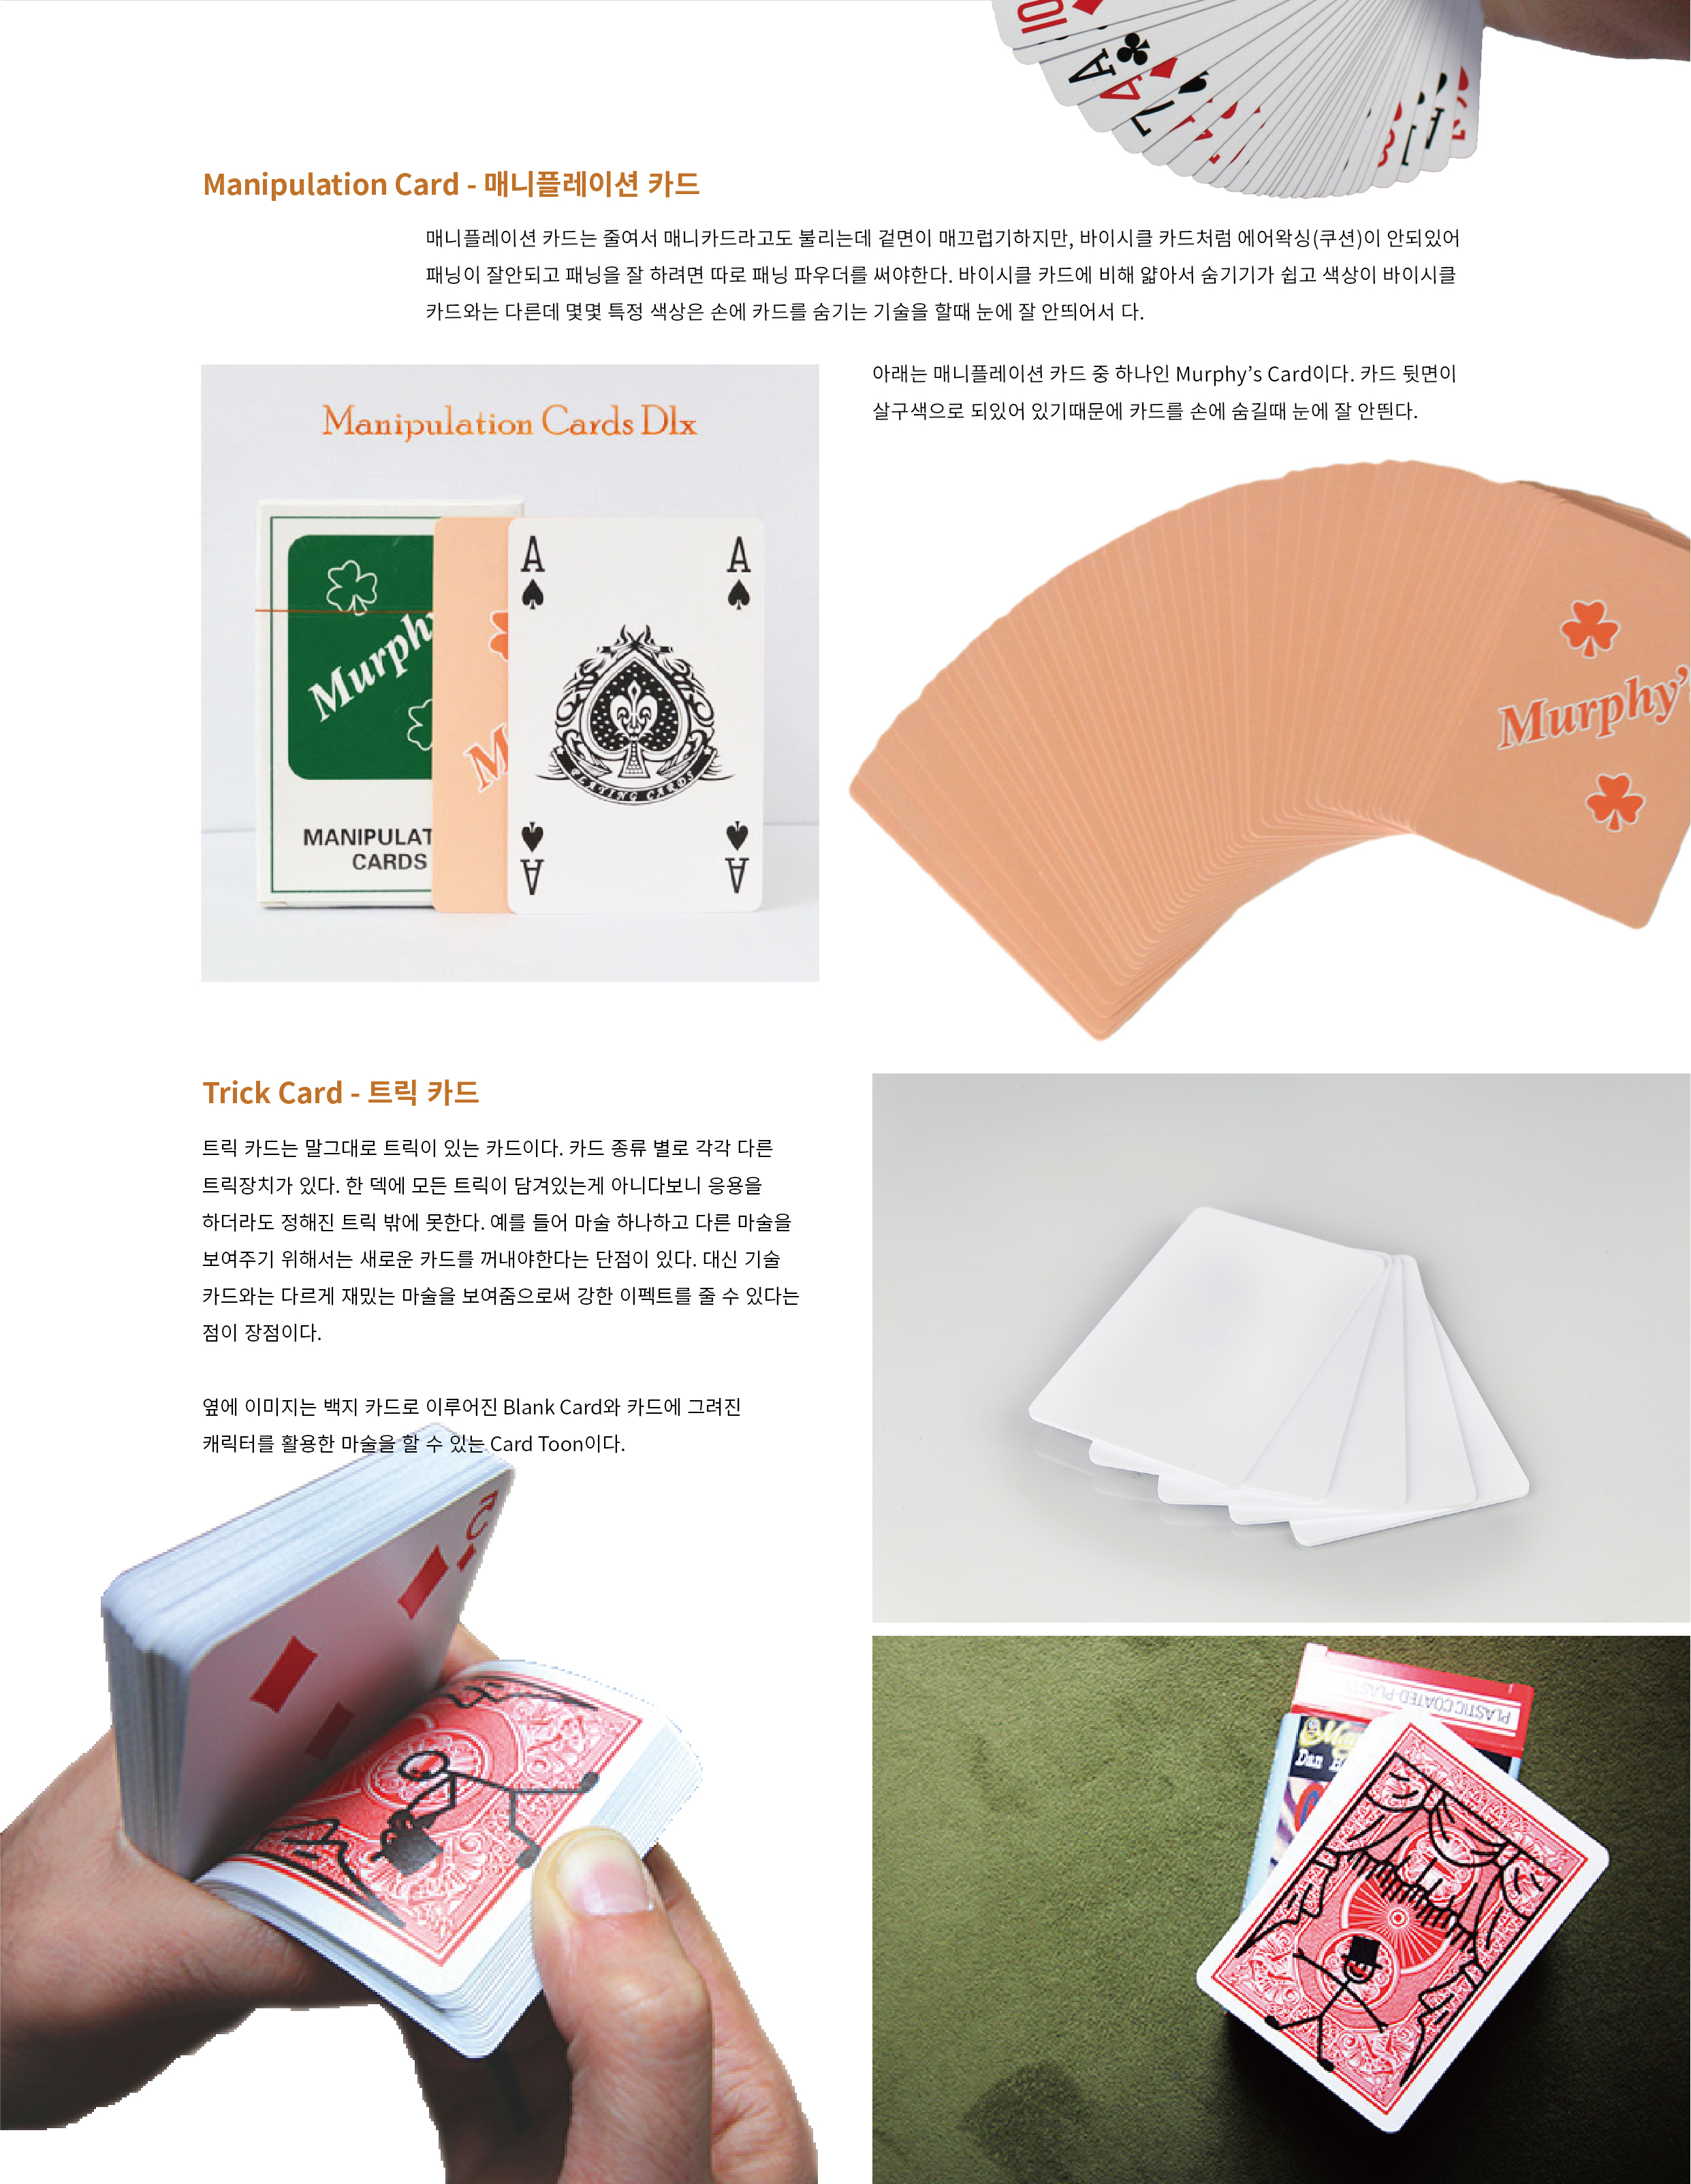 Manipulation Card - 매니플레이션 카드
매니플레이션 카드는 줄여서 매니카드라고도 불리는데 겉면이 매끄럽기하지만, 바이시클 카드처럼 에어왁싱(쿠션)이 안되있어
패닝이 잘안되고 패닝을 잘 하려면 따로 패닝 파우더를 써야한다. 바이시클 카드에 비해 얇아서 숨기기가 쉽고 색상이 바이시클
카드와는 다른데 몇몇 특정 색상은 손에 카드를 숨기는 기술을 할때 눈에 잘 안띄어서 다.
아래는 매니플레이션 카드 중 하나인 Murphy’s Card이다. 카드 뒷면이
살구색으로 되있어 있기때문에 카드를 손에 숨길때 눈에 잘 안띈다.
Manipulation Cards Dlx
Murphy
MANIPULAT
CARDS
A
A
PLAYING CARDS
A
A
Murphy’
Trick Card - 트릭 카드
트릭 카드는 말그대로 트릭이 있는 카드이다. 카드 종류 별로 각각 다른
트릭장치가 있다. 한 덱에 모든 트릭이 담겨있는게 아니다보니 응용을
하더라도 정해진 트릭 밖에 못한다. 예를 들어 마술 하나하고 다른 마술을
보여주기 위해서는 새로운 카드를 꺼내야한다는 단점이 있다. 대신 기술
카드와는 다르게 재밌는 마술을 보여줌으로써 강한 이펙트를 줄 수 있다는
점이 장점이다.
옆에 이미지는 백지 카드로 이루어진 Blank Card와 카드에 그려진
캐릭터를 활용한 마술을 할 수 있는 Card Toon이다.
PLASTIC COATED-PLAS
Dan